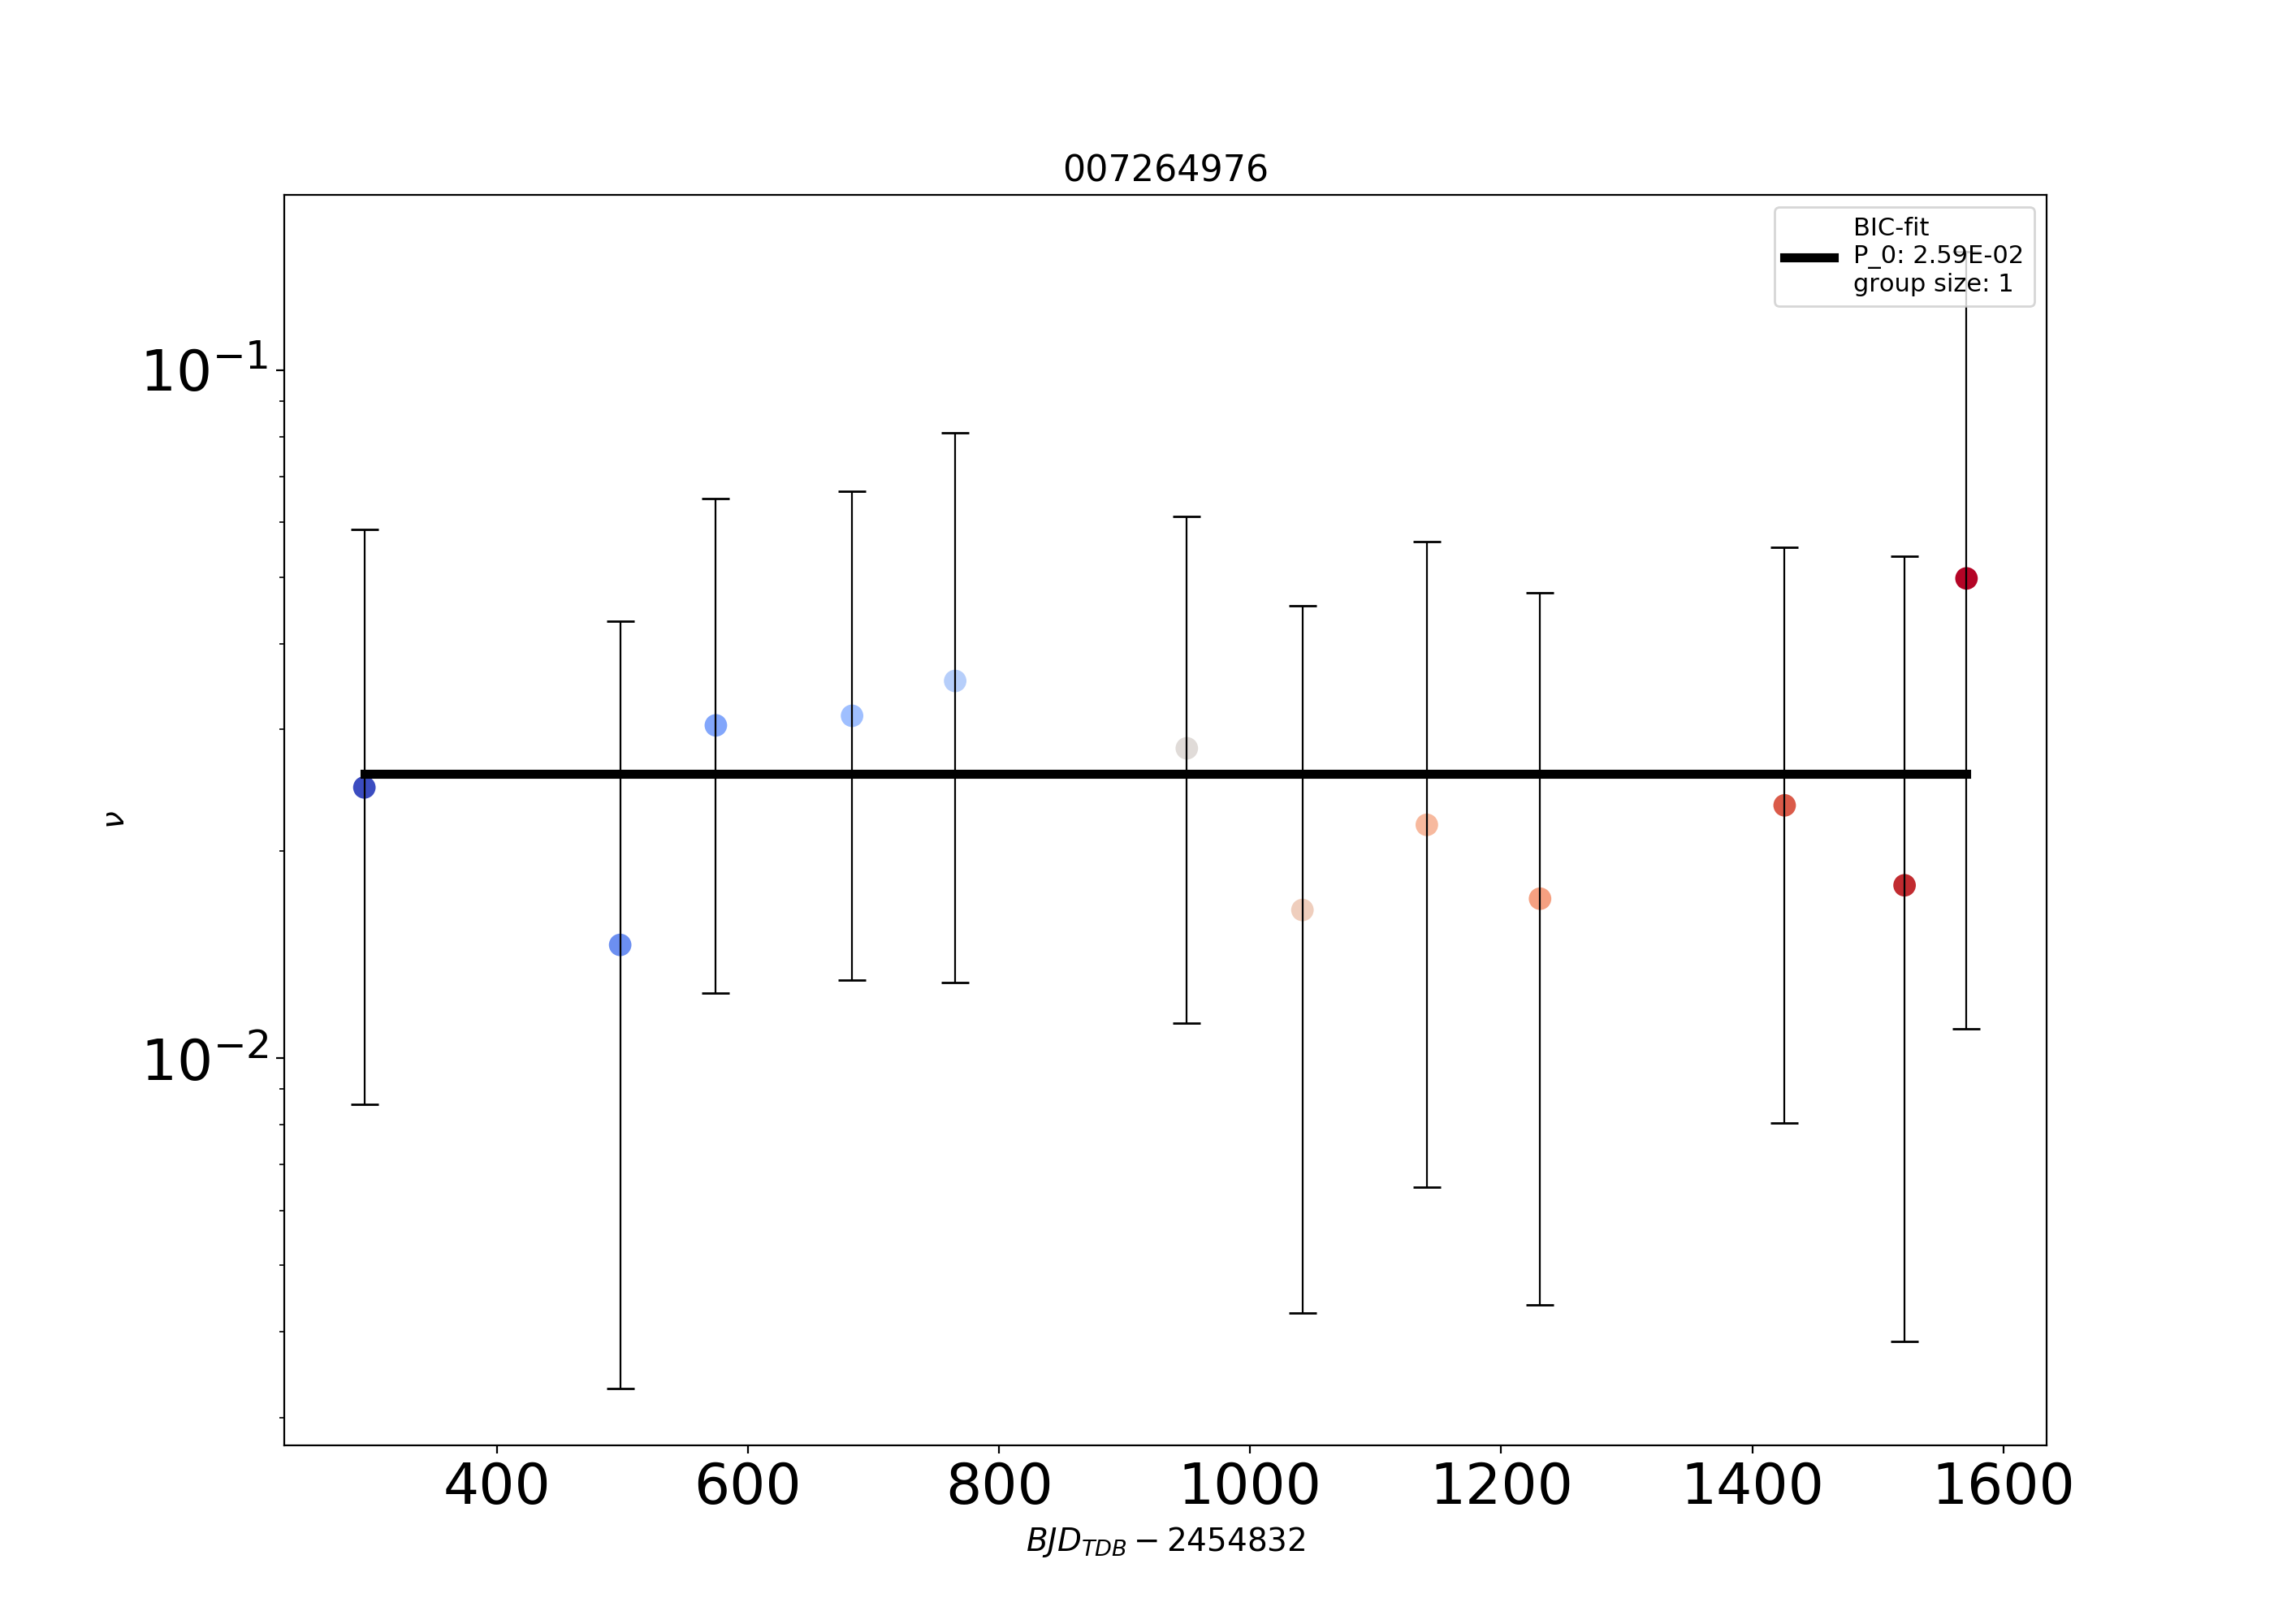 007264976
BIC-fit
P_0: 2.59E-02
group size: 1
10⁻¹
10⁻²
ν
400 600 800 1000 1200 1400 1600
BJD_TDB − 2454832